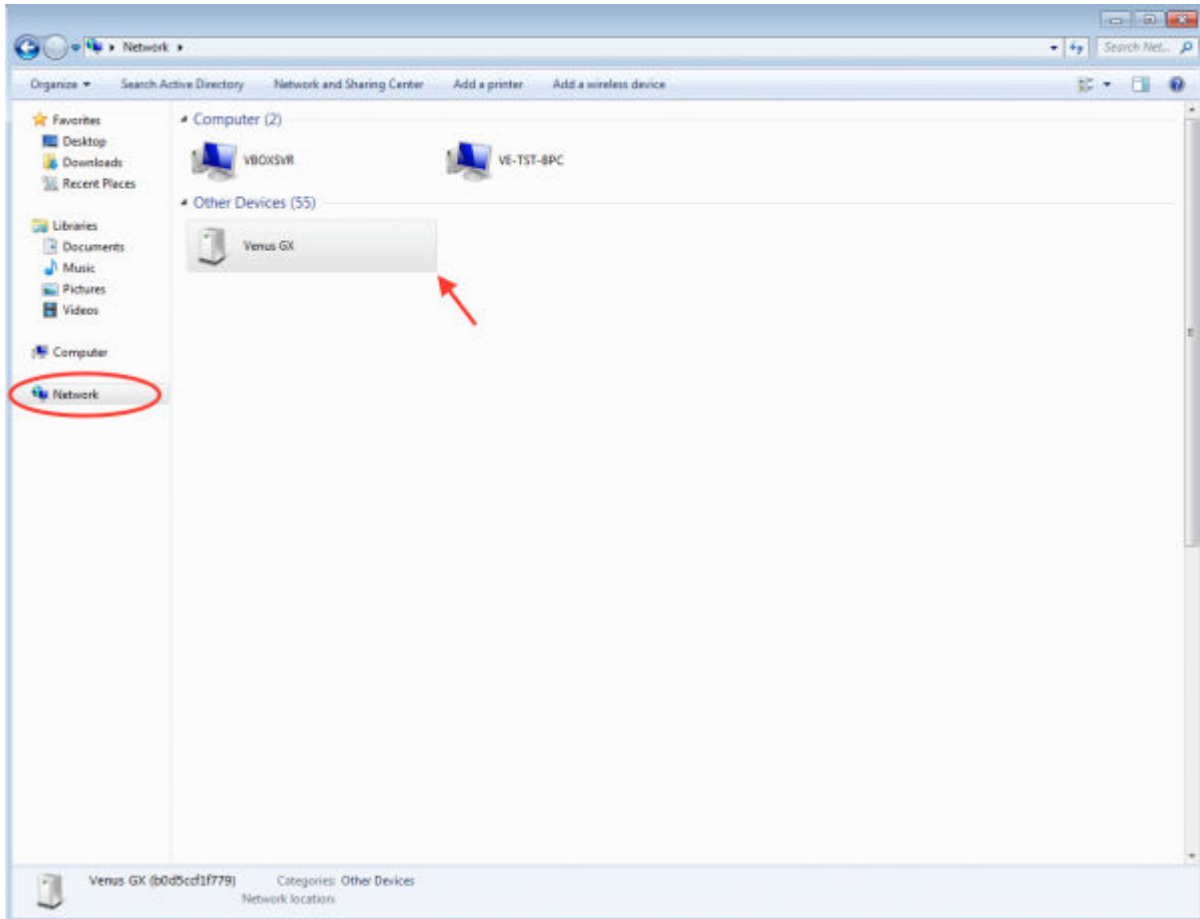 Network
Search Net...
Organize
Search Active Directory
Network and Sharing Center
Add a printer
Add a wireless device
Favorites
Desktop
Downloads
Recent Places
Libraries
Documents
Music
Pictures
Videos
Computer
Network
Computer (2)
VBOXSVR
VE-TST-8PC
Other Devices (55)
Venus GX
Venus GX (b0d5ccf1f779)
Categories: Other Devices
Network location: